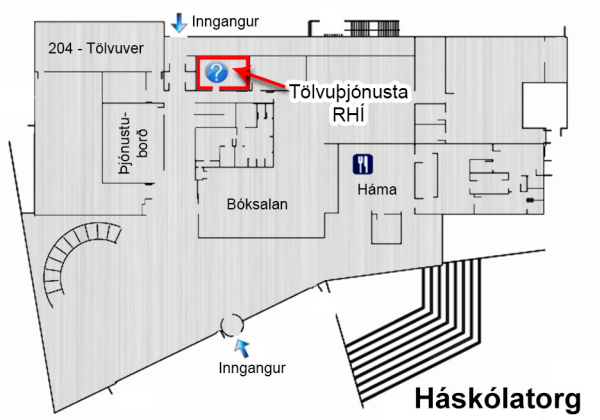 Inngangur
204 - Tölvuver
?
Tölvuþjónusta
RHÍ
Þjónustu-
borð
Bóksalan
Háma
Inngangur
Háskólatorg